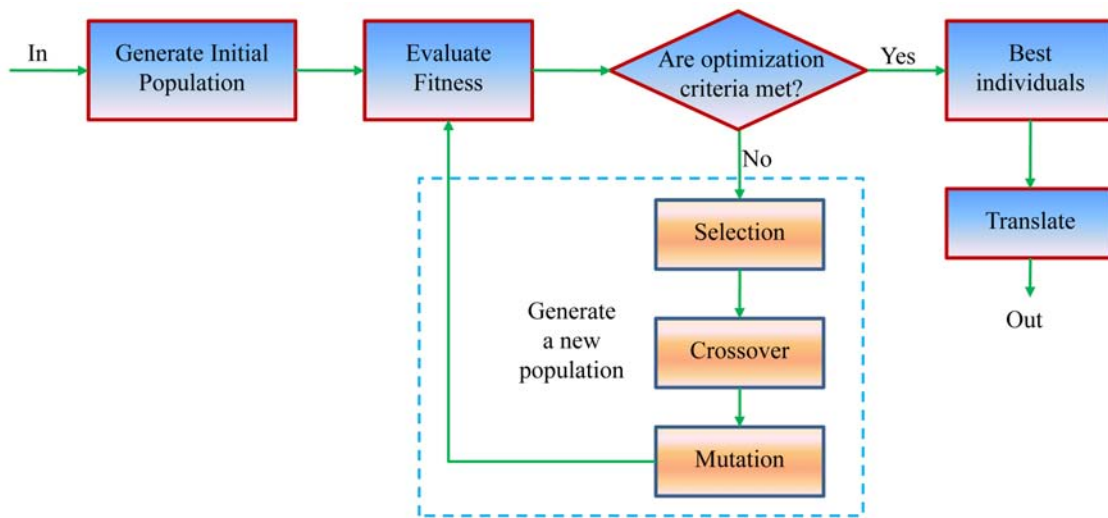 In
Generate Initial
Population
Evaluate
Fitness
Are optimization
criteria met?
Yes
Best
individuals
No
Selection
Translate
Generate
a new
population
Crossover
Out
Mutation